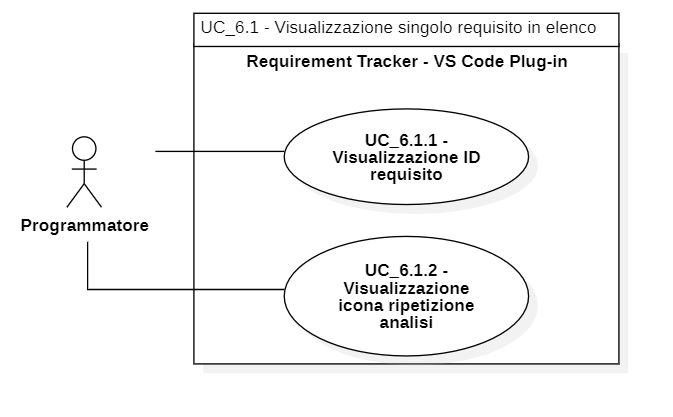 UC_6.1 - Visualizzazione singolo requisito in elenco
Requirement Tracker - VS Code Plug-in
UC_6.1.1 -
Visualizzazione ID
requisito
Programmatore
UC_6.1.2 -
Visualizzazione
icona ripetizione
analisi